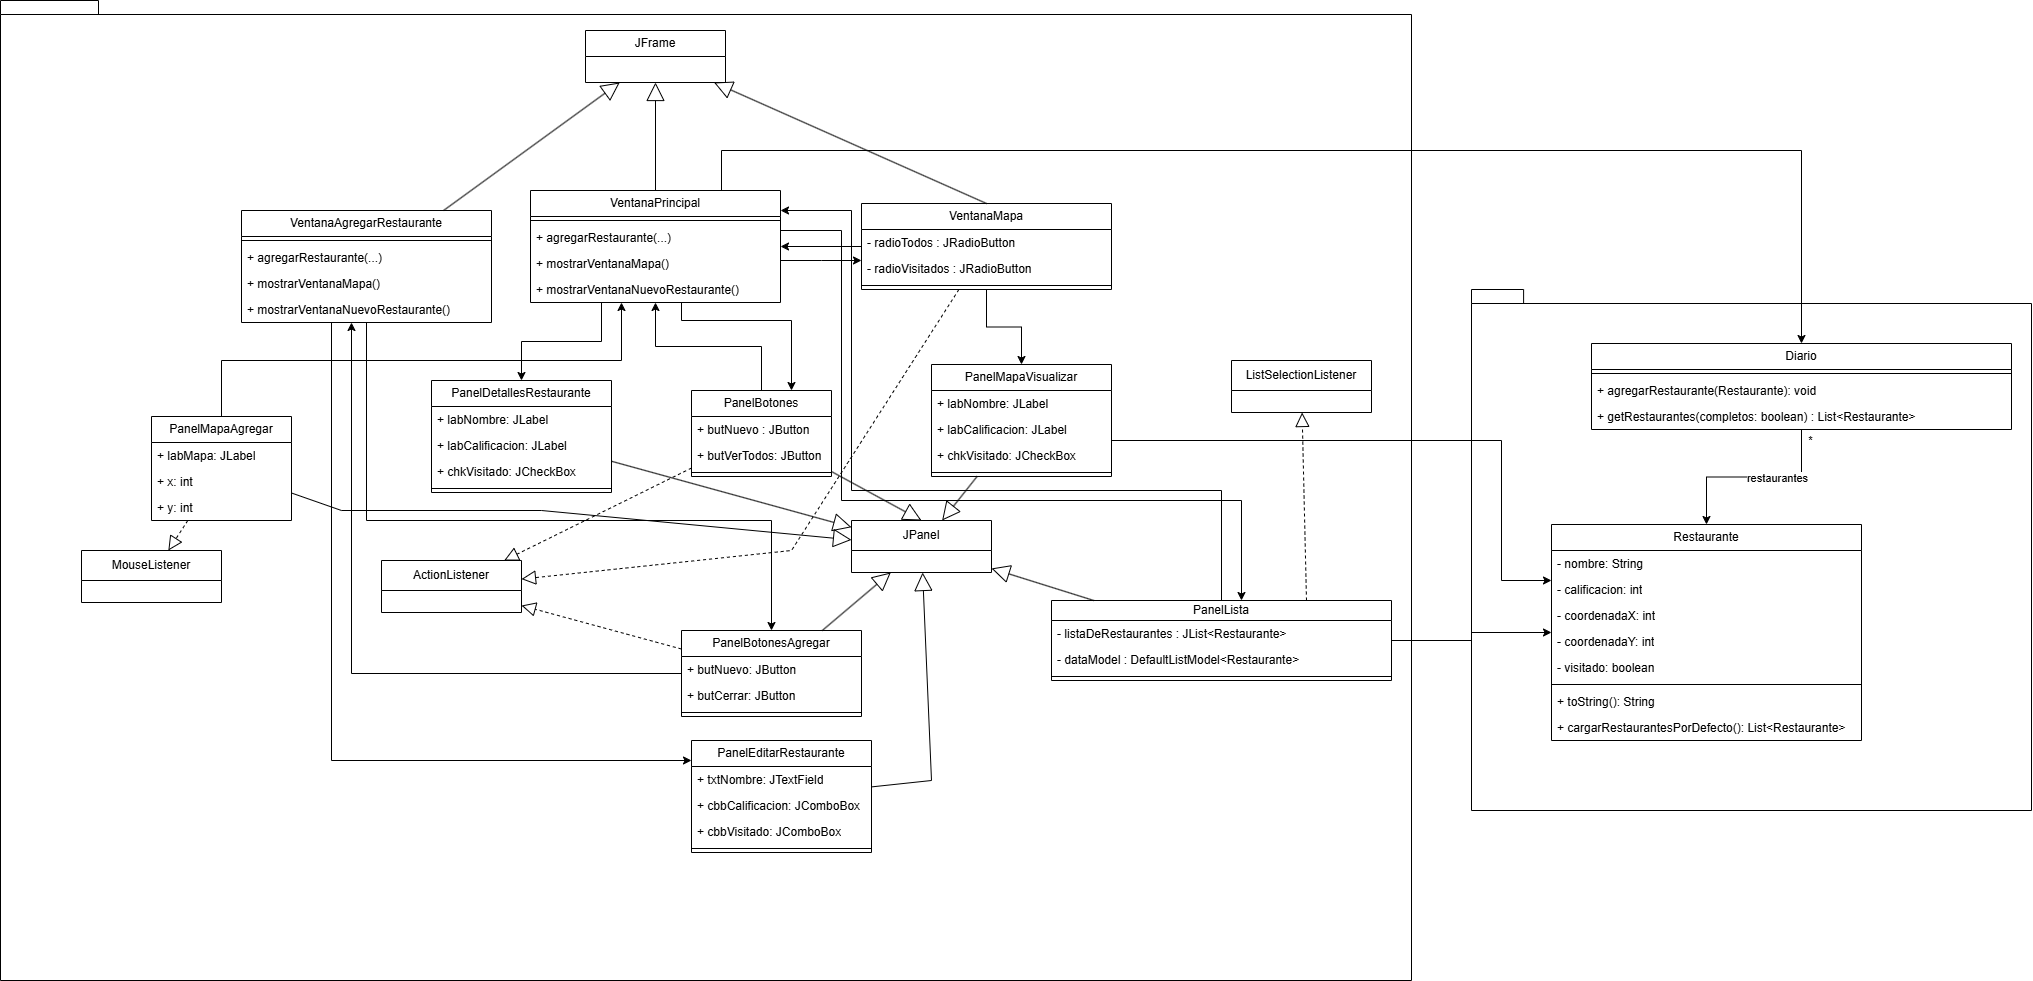 JFrame
VentanaAgregarRestaurante
+ agregarRestaurante(...)
+ mostrarVentanaMapa()
+ mostrarVentanaNuevoRestaurante()
VentanaPrincipal
+ agregarRestaurante(...)
+ mostrarVentanaMapa()
+ mostrarVentanaNuevoRestaurante()
VentanaMapa
- radioTodos : JRadioButton
- radioVisitados : JRadioButton
PanelMapaAgregar
+ labMapa: JLabel
+ x: int
+ y: int
PanelDetallesRestaurante
+ labNombre: JLabel
+ labCalificacion: JLabel
+ chkVisitado: JCheckBox
PanelBotones
+ butNuevo : JButton
+ butVerTodos: JButton
PanelMapaVisualizar
+ labNombre: JLabel
+ labCalificacion: JLabel
+ chkVisitado: JCheckBox
ListSelectionListener
MouseListener
ActionListener
JPanel
PanelBotonesAgregar
+ butNuevo: JButton
+ butCerrar: JButton
PanelLista
- listaDeRestaurantes : JList<Restaurante>
- dataModel : DefaultListModel<Restaurante>
PanelEditarRestaurante
+ txtNombre: JTextField
+ cbbCalificacion: JComboBox
+ cbbVisitado: JComboBox
Diario
+ agregarRestaurante(Restaurante): void
+ getRestaurantes(completos: boolean) : List<Restaurante>
*
restaurantes
Restaurante
- nombre: String
- calificacion: int
- coordenadaX: int
- coordenadaY: int
- visitado: boolean
+ toString(): String
+ cargarRestaurantesPorDefecto(): List<Restaurante>